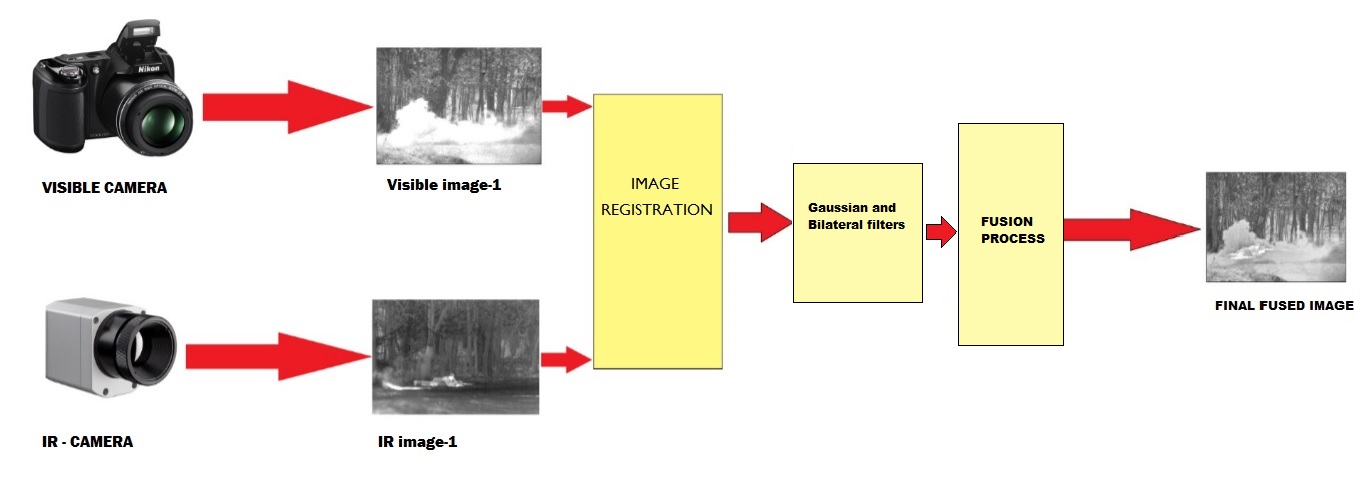 Nikon
VISIBLE CAMERA
Visible image-1
IMAGE
REGISTRATION
Gaussian and
Bilateral filters
FUSION
PROCESS
FINAL FUSED IMAGE
IR - CAMERA
IR image-1